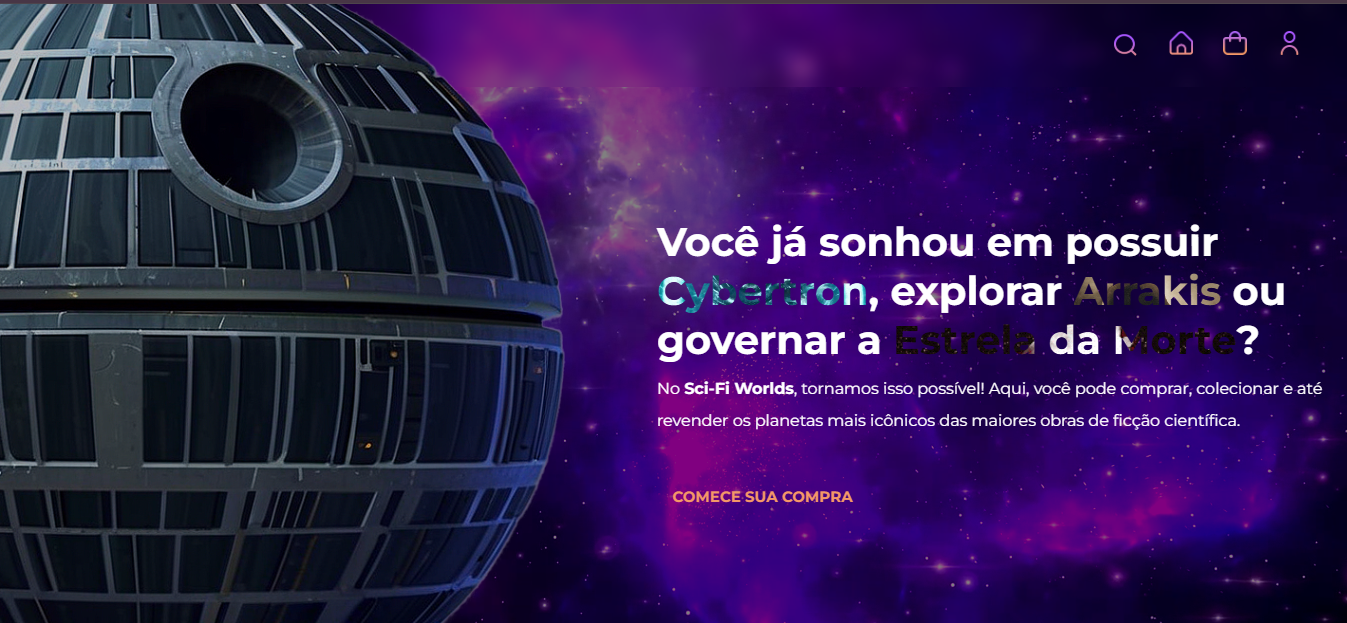 Você já sonhou em possuir
Cybertron, explorar Arrakis ou
governar a Estrela da Morte?
No Sci-Fi Worlds, tornamos isso possível! Aqui, você pode comprar, colecionar e até
revender os planetas mais icônicos das maiores obras de ficção científica.
COMECE SUA COMPRA